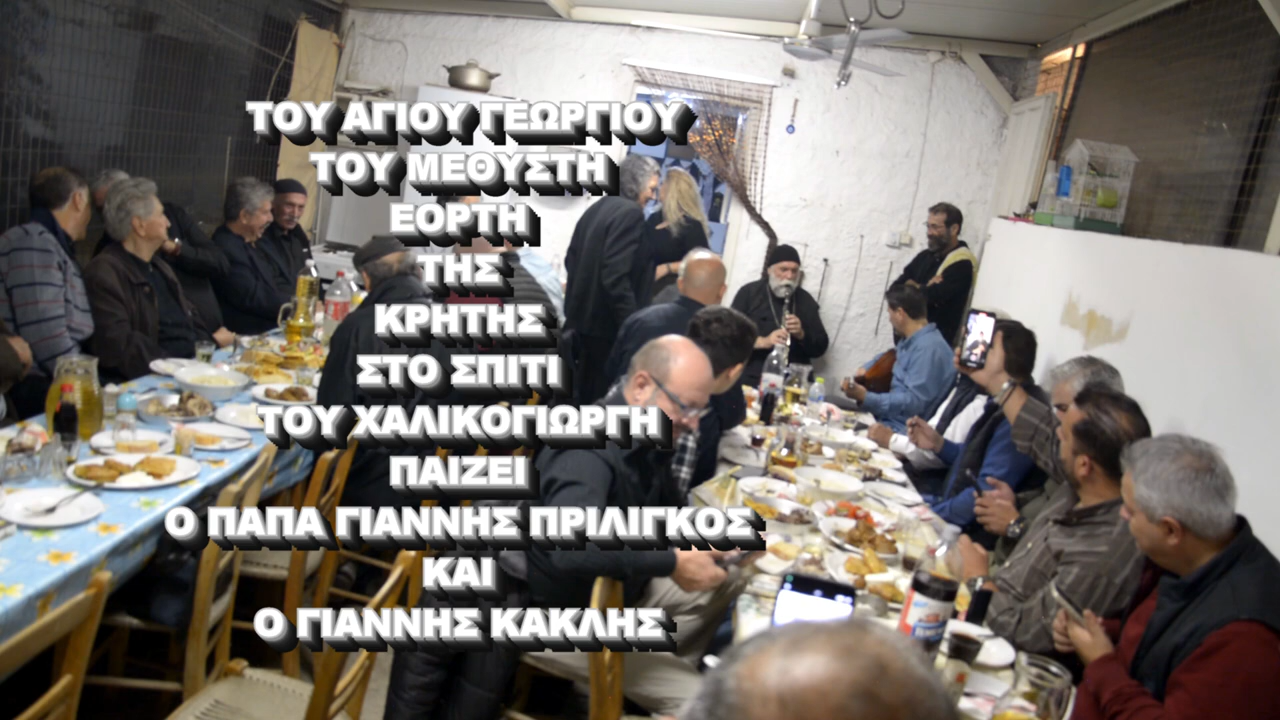 ΤΟΥ ΑΓΙΟΥ ΓΕΩΡΓΙΟΥ
ΤΟΥ ΜΕΘΥΣΤΗ
ΕΟΡΤΗ
ΤΗΣ
ΚΡΗΤΗΣ
ΣΤΟ ΣΠΙΤΙ
ΤΟΥ ΧΑΛΙΚΟΓΙΩΡΓΗ
ΠΑΙΖΕΙ
Ο ΠΑΠΑ ΓΙΑΝΝΗΣ ΠΡΙΛΙΓΚΟΣ
ΚΑΙ
Ο ΓΙΑΝΝΗΣ ΚΑΚΛΗΣ